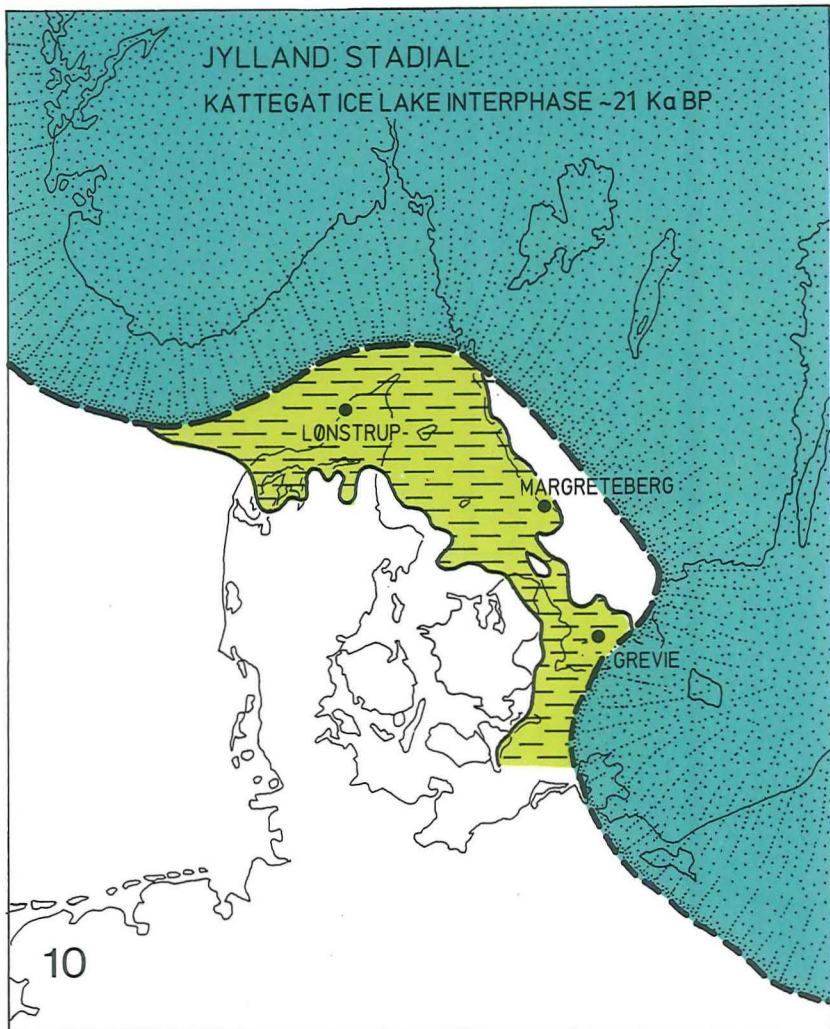 JYLLAND STADIAL
KATTEGAT ICE LAKE INTERPHASE ~21 Ka BP
LØNSTRUP
MARGRETEBERG
GREVIE
10